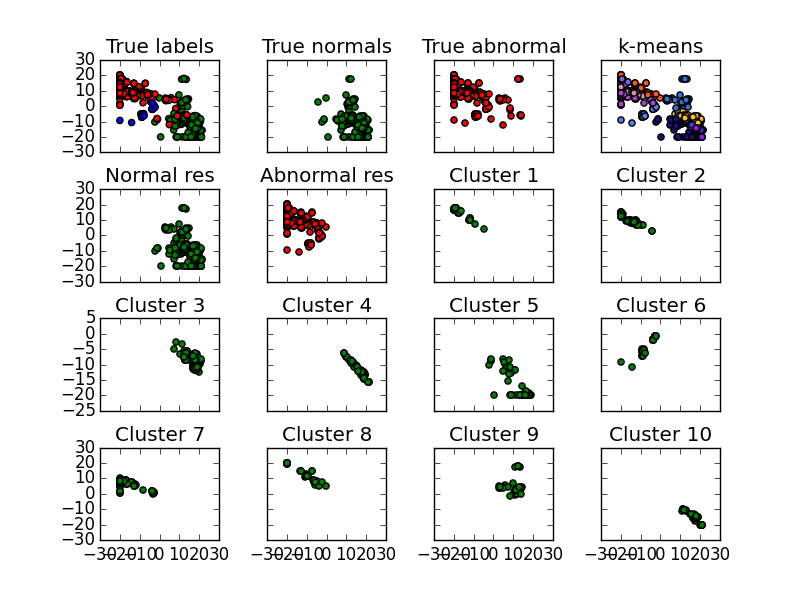 True labels
True normals
True abnormal
k-means
30
20
10
0
−10
−20
−30
Normal res
Abnormal res
Cluster 1
Cluster 2
30
20
10
0
−10
−20
−30
Cluster 3
Cluster 4
Cluster 5
Cluster 6
5
0
−5
−10
−15
−20
−25
Cluster 7
Cluster 8
Cluster 9
Cluster 10
30
20
10
0
−10
−20
−30
−30−20−10 0 10 20 30
−30−20−10 0 10 20 30
−30−20−10 0 10 20 30
−30−20−10 0 10 20 30